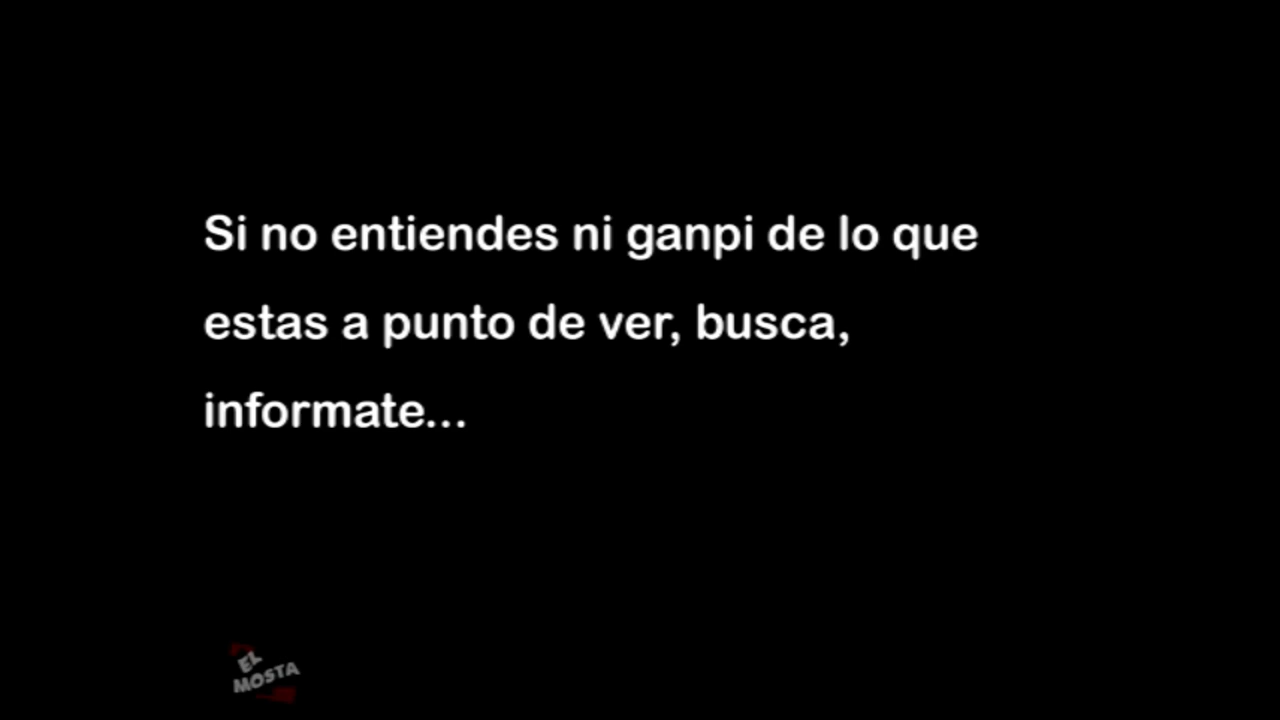 Si no entiendes ni ganpi de lo que
estas a punto de ver, busca,
informate...
EL
MOSTA